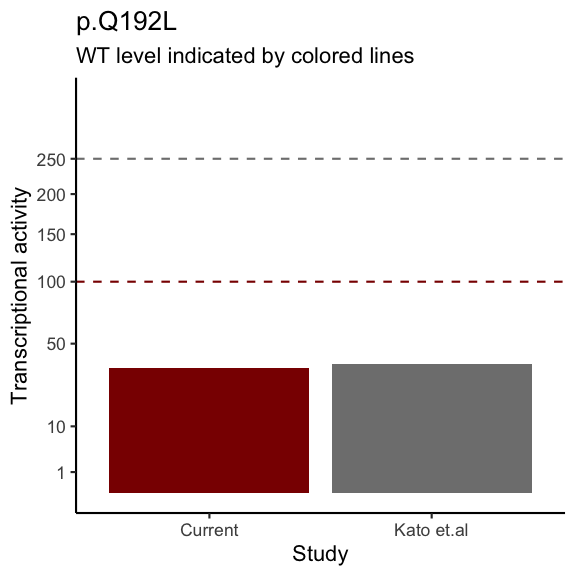 p.Q192L
WT level indicated by colored lines
Transcriptional activity
250
200
150
100
50
10
1
Current
Kato et.al
Study